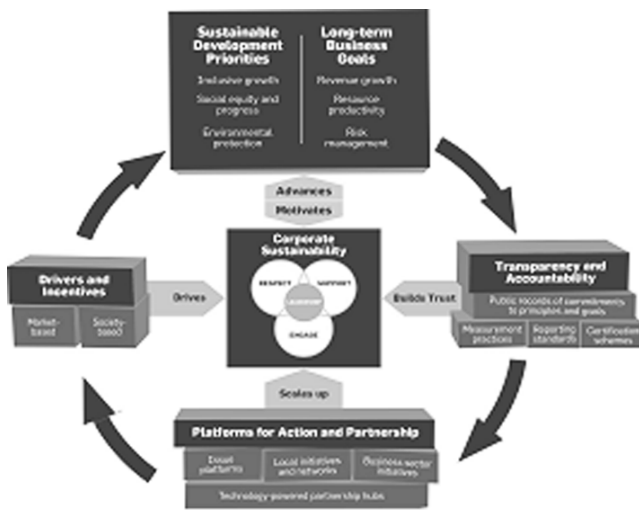 Sustainable
Development
Priorities
Inclusive growth
Social equity and
progress
Environmental
protection
Long-term
Business
Goals
Revenue growth
Resource
productivity
Risk
management
Advances
Motivates
Corporate
Sustainability
RESPECT
SUPPORT
LEADERSHIP
ENGAGE
Drivers and
Incentives
Market-
based
Society-
based
Drives
Builds Trust
Transparency and
Accountability
Public records of commitments
to principles and goals
Measurement
practices
Reporting
standards
Certification
schemes
Scales up
Platforms for Action and Partnership
Issue
platforms
Local initiatives
and networks
Business sector
initiatives
Technology-powered partnership hubs